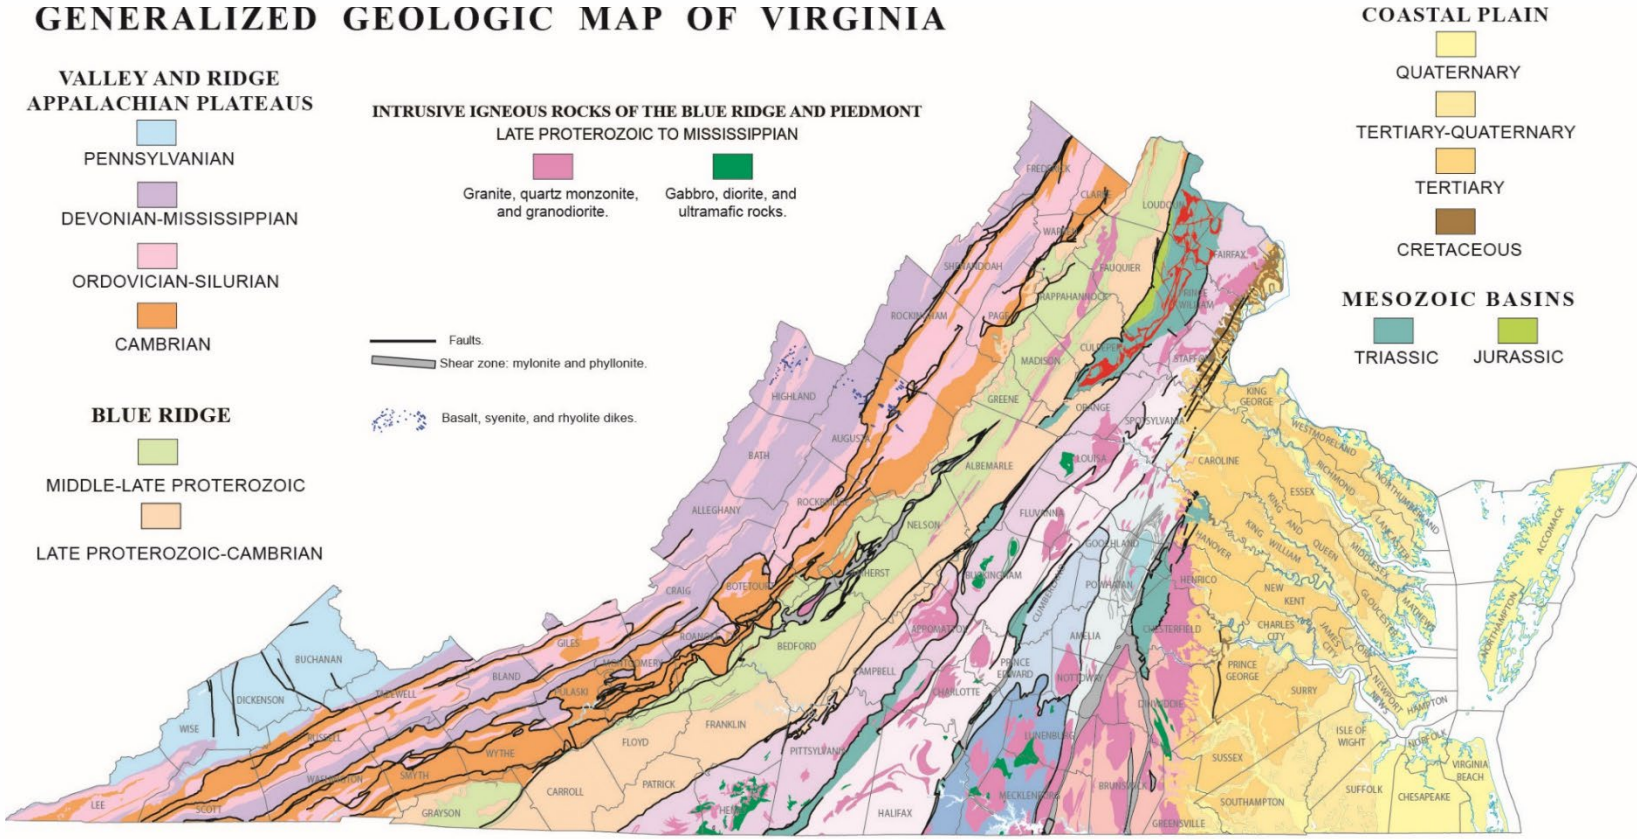 GENERALIZED GEOLOGIC MAP OF VIRGINIA
VALLEY AND RIDGE
APPALACHIAN PLATEAUS
PENNSYLVANIAN
DEVONIAN-MISSISSIPPIAN
ORDOVICIAN-SILURIAN
CAMBRIAN
BLUE RIDGE
MIDDLE-LATE PROTEROZOIC
LATE PROTEROZOIC-CAMBRIAN
INTRUSIVE IGNEOUS ROCKS OF THE BLUE RIDGE AND PIEDMONT
LATE PROTEROZOIC TO MISSISSIPPIAN
Granite, quartz monzonite,
and granodiorite.
Gabbro, diorite, and
ultramafic rocks.
Faults.
Shear zone: mylonite and phyllonite.
Basalt, syenite, and rhyolite dikes.
COASTAL PLAIN
QUATERNARY
TERTIARY-QUATERNARY
TERTIARY
CRETACEOUS
MESOZOIC BASINS
TRIASSIC
JURASSIC
FREDERICK
CLARKE
LOUDOUN
WARREN
FAIRFAX
SHENANDOAH
FAUQUIER
RAPPAHANNOCK
PRINCE
WILLIAM
ROCKINGHAM
PAGE
CULPEPER
MADISON
STAFFORD
HIGHLAND
GREENE
ORANGE
KING
GEORGE
SPOTSYLVANIA
WESTMORELAND
AUGUSTA
BATH
ALBEMARLE
LOUISA
CAROLINE
RICHMOND
NORTHUMBERLAND
ESSEX
ROCKBRIDGE
ALLEGHANY
NELSON
FLUVANNA
GOOCHLAND
HANOVER
KING
AND
QUEEN
KING
WILLIAM
LANCASTER
MIDDLESEX
ACCOMACK
AMHERST
BUCKINGHAM
CUMBERLAND
POWHATAN
HENRICO
NEW
KENT
GLOUCESTER
MATHEWS
NORTHAMPTON
BOTETOURT
CRAIG
ROANOKE
BEDFORD
APPOMATTOX
AMELIA
CHESTERFIELD
CHARLES
CITY
JAMES
CITY
YORK
NEWPORT
NEWS
HAMPTON
GILES
MONTGOMERY
BUCHANAN
BLAND
PULASKI
TAZEWELL
DICKENSON
WISE
CAMPBELL
CHARLOTTE
PRINCE
EDWARD
NOTTOWAY
DINWIDDIE
PRINCE
GEORGE
SURRY
ISLE OF
WIGHT
NORFOLK
VIRGINIA
BEACH
RUSSELL
WYTHE
FLOYD
FRANKLIN
PITTSYLVANIA
LUNENBURG
SUSSEX
LEE
SCOTT
WASHINGTON
SMYTH
GRAYSON
CARROLL
PATRICK
HENRY
HALIFAX
MECKLENBURG
BRUNSWICK
GREENSVILLE
SOUTHAMPTON
SUFFOLK
CHESAPEAKE